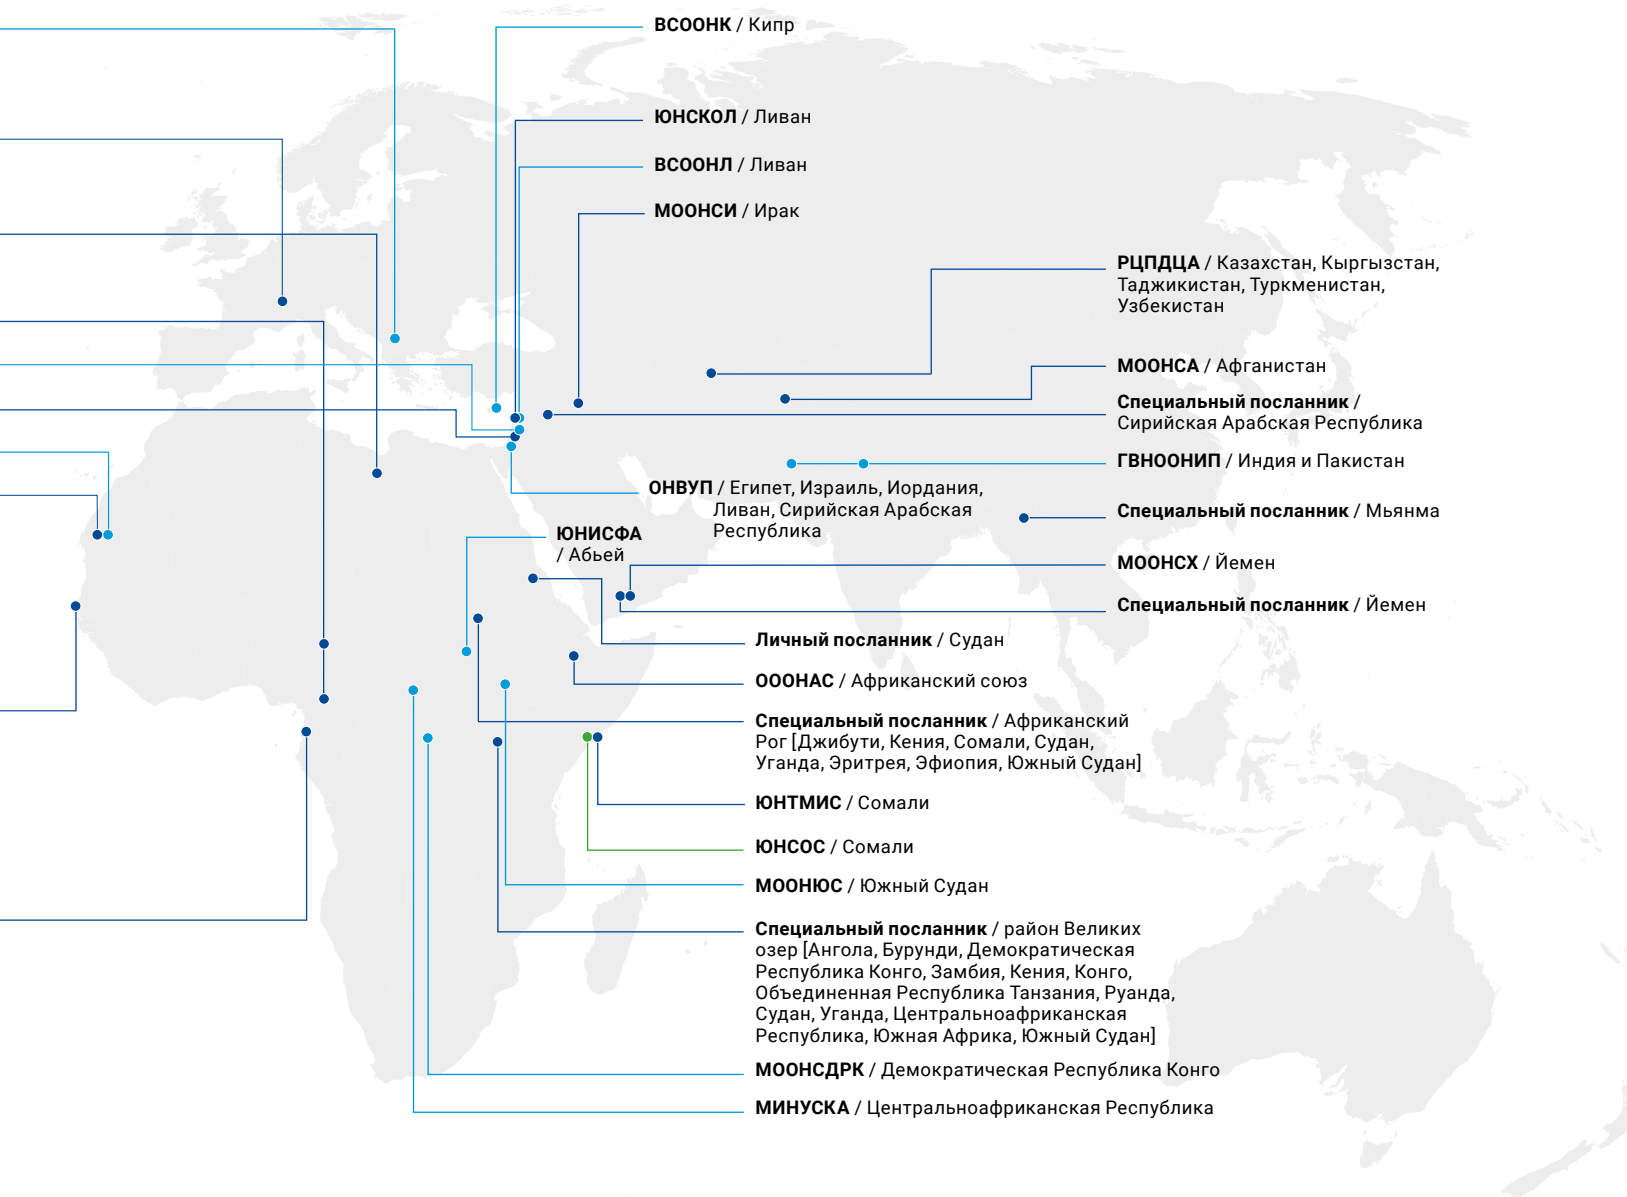 ВСООНК / Кипр
ЮНСКОЛ / Ливан
ВСООНЛ / Ливан
МООНСИ / Ирак
РЦПДЦА / Казахстан, Кыргызстан,
Таджикистан, Туркменистан,
Узбекистан
МООНСА / Афганистан
Специальный посланник /
Сирийская Арабская Республика
ГВНООНИП / Индия и Пакистан
ОНВУП / Египет, Израиль, Иордания,
Ливан, Сирийская Арабская
Республика
Специальный посланник / Мьянма
ЮНИСФА
/ Абьей
МООНСХ / Йемен
Специальный посланник / Йемен
Личный посланник / Судан
ОООНАС / Африканский союз
Специальный посланник / Африканский
Рог [Джибути, Кения, Сомали, Судан,
Уганда, Эритрея, Эфиопия, Южный Судан]
ЮНТМИС / Сомали
ЮНСОС / Сомали
МООНЮС / Южный Судан
Специальный посланник / район Великих
озер [Ангола, Бурунди, Демократическая
Республика Конго, Замбия, Кения, Конго,
Объединенная Республика Танзания, Руанда,
Судан, Уганда, Центральноафриканская
Республика, Южная Африка, Южный Судан]
МООНСДРК / Демократическая Республика Конго
МИНУСКА / Центральноафриканская Республика